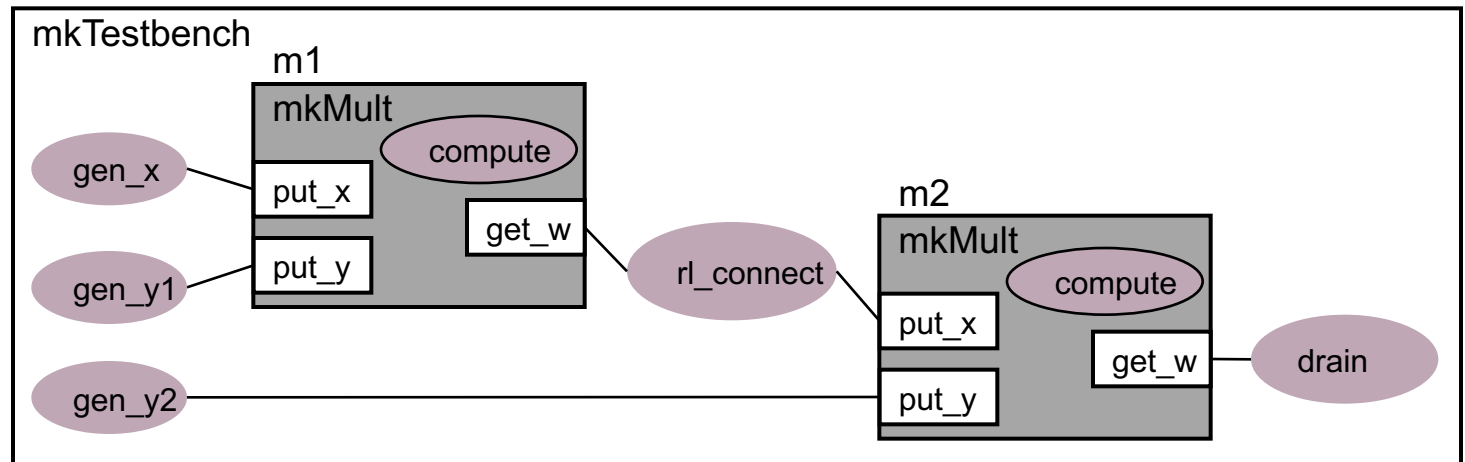 mkTestbench
m1
mkMult
compute
gen_x
put_x
get_w
gen_y1
put_y
rl_connect
m2
mkMult
compute
put_x
get_w
drain
gen_y2
put_y